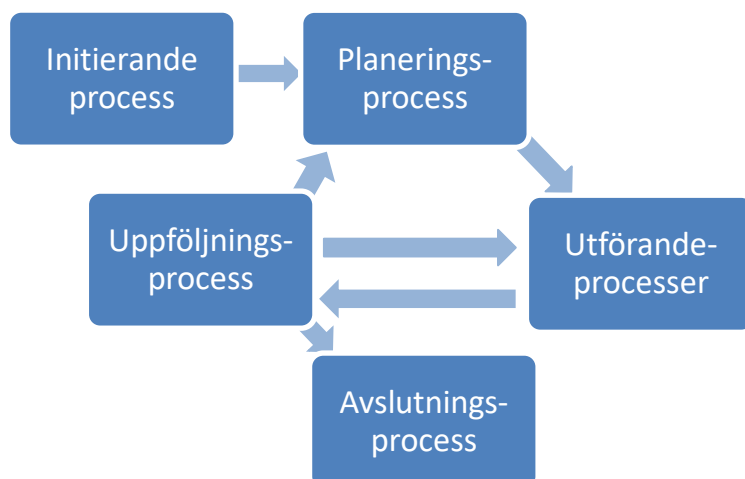 Initierande
process
Planerings-
process
Uppföljnings-
process
Utförande-
processer
Avslutnings-
process